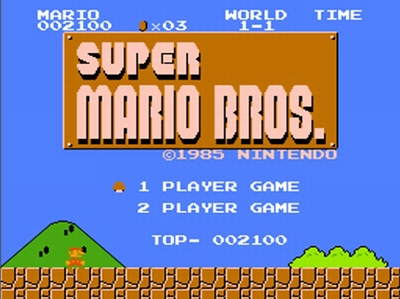 MARIO WORLD TIME
002100 ×03 1-1
SUPER
MARIO BROS.
©1985 NINTENDO
1 PLAYER GAME
2 PLAYER GAME
TOP- 002100